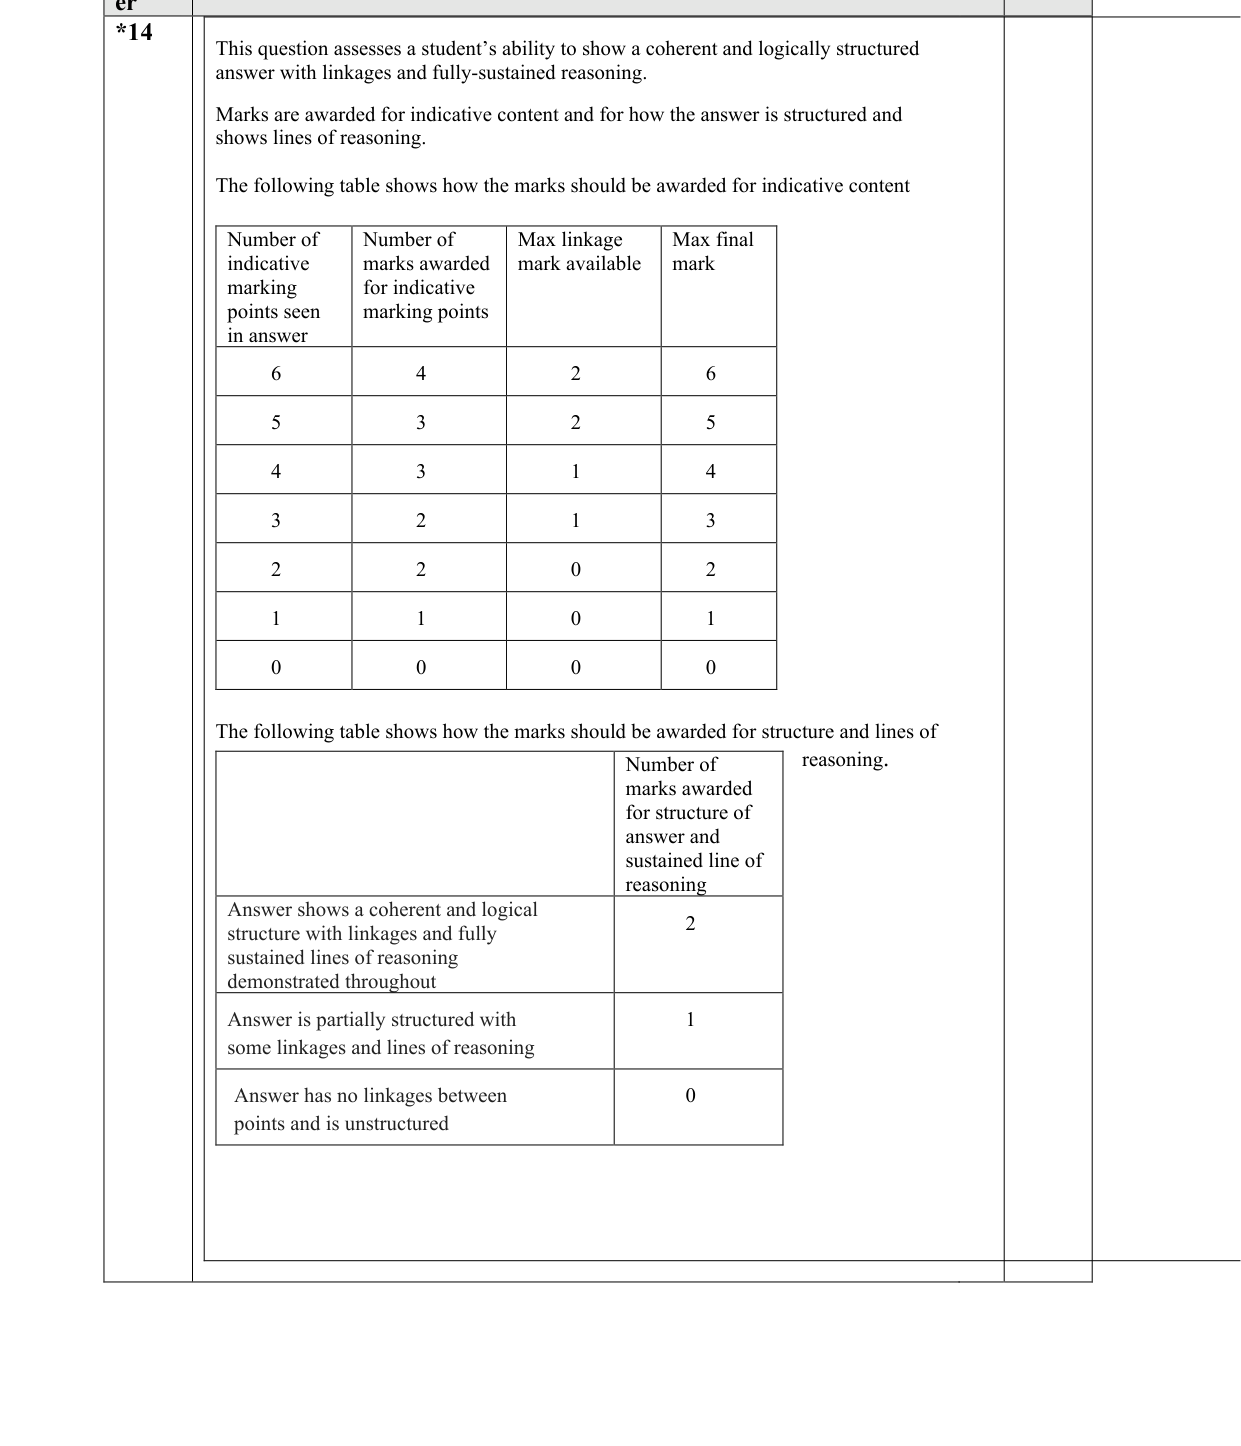 er
*14
This question assesses a student's ability to show a coherent and logically structured
answer with linkages and fully-sustained reasoning.
Marks are awarded for indicative content and for how the answer is structured and
shows lines of reasoning.
The following table shows how the marks should be awarded for indicative content
Number of indicative marking points seen in answer | Number of marks awarded for indicative marking points | Max linkage mark available | Max final mark
6 4 2 6
5 3 2 5
4 3 1 4
3 2 1 3
2 2 0 2
1 1 0 1
0 0 0 0
The following table shows how the marks should be awarded for structure and lines of
reasoning.
Number of
marks awarded
for structure of
answer and
sustained line of
reasoning
Answer shows a coherent and logical
structure with linkages and fully
sustained lines of reasoning
demonstrated throughout
2
Answer is partially structured with
some linkages and lines of reasoning
1
Answer has no linkages between
points and is unstructured
0